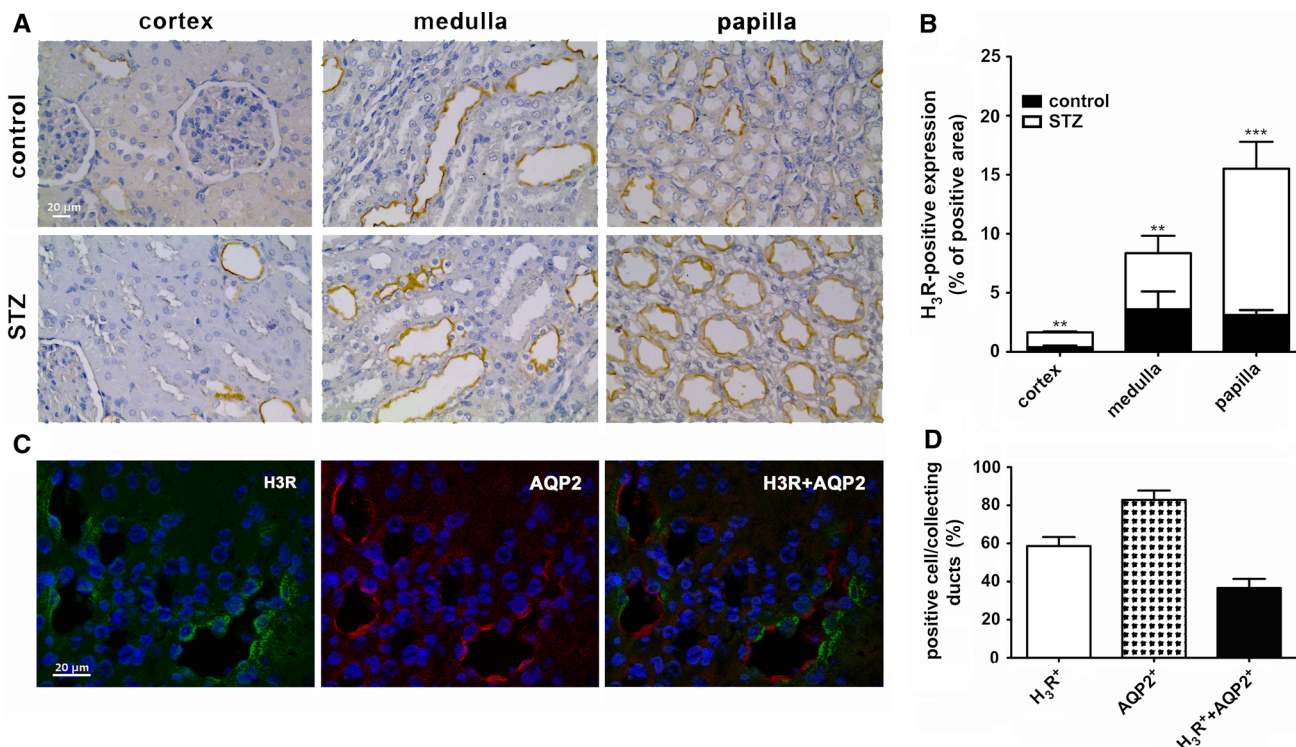 A
cortex
medulla
papilla
control
20 µm
STZ
B
H₃R-positive expression
(% of positive area)
25
20
15
10
5
0
control
STZ
**
**
***
cortex
medulla
papilla
C
H3R
AQP2
H3R+AQP2
20 µm
D
positive cell/collecting
ducts (%)
100
80
60
40
20
0
H₃R⁺
AQP2⁺
H₃R⁺+AQP2⁺